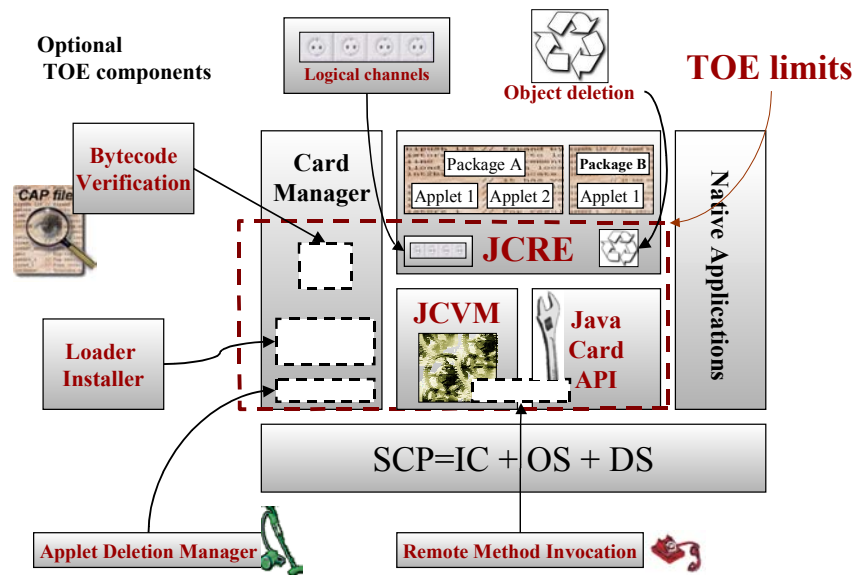 Optional
TOE components
Logical channels
Object deletion
TOE limits
Bytecode
Verification
CAP file
Card
Manager
Package A
Applet 1
Applet 2
Package B
Applet 1
Native Applications
JCRE
JCVM
Java
Card
API
Loader
Installer
SCP=IC + OS + DS
Applet Deletion Manager
Remote Method Invocation